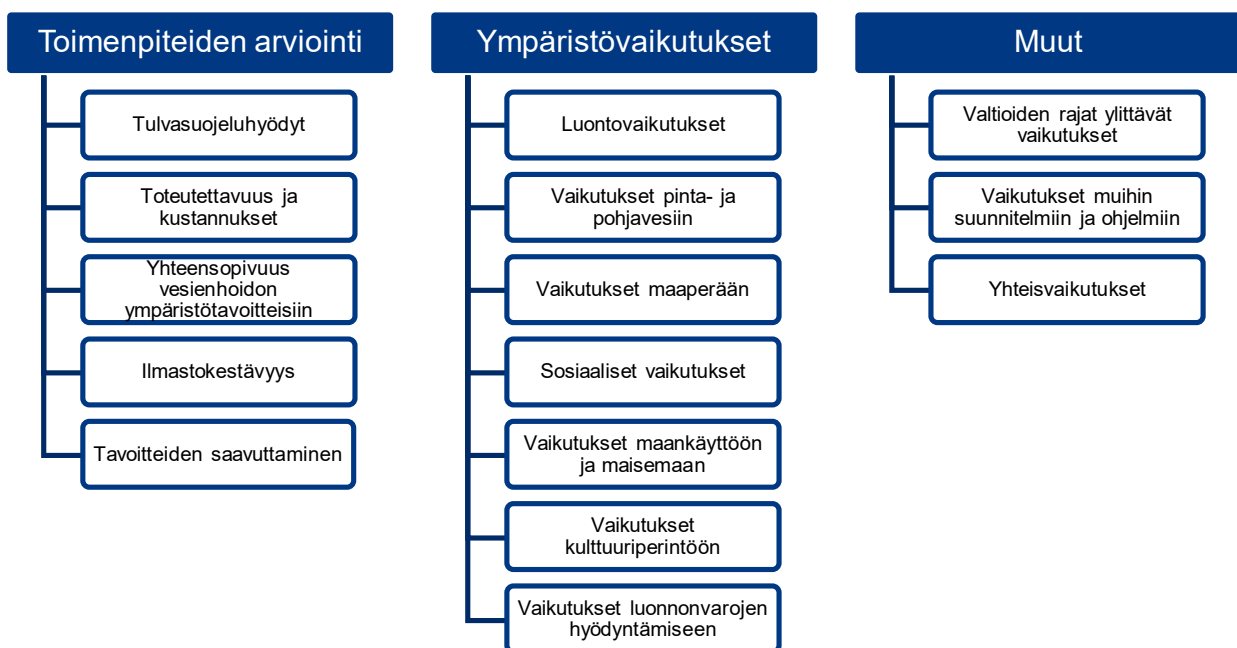 Toimenpiteiden arviointi
Tulvasuojeluhyödyt
Toteutettavuus ja
kustannukset
Yhteensopivuus
vesienhoidon
ympäristötavoitteisiin
Ilmastokestävyys
Tavoitteiden saavuttaminen
Ympäristövaikutukset
Luontovaikutukset
Vaikutukset pinta- ja
pohjavesiin
Vaikutukset maaperään
Sosiaaliset vaikutukset
Vaikutukset maankäyttöön
ja maisemaan
Vaikutukset
kulttuuriperintöön
Vaikutukset luonnonvarojen
hyödyntämiseen
Muut
Valtioiden rajat ylittävät
vaikutukset
Vaikutukset muihin
suunnitelmiin ja ohjelmiin
Yhteisvaikutukset